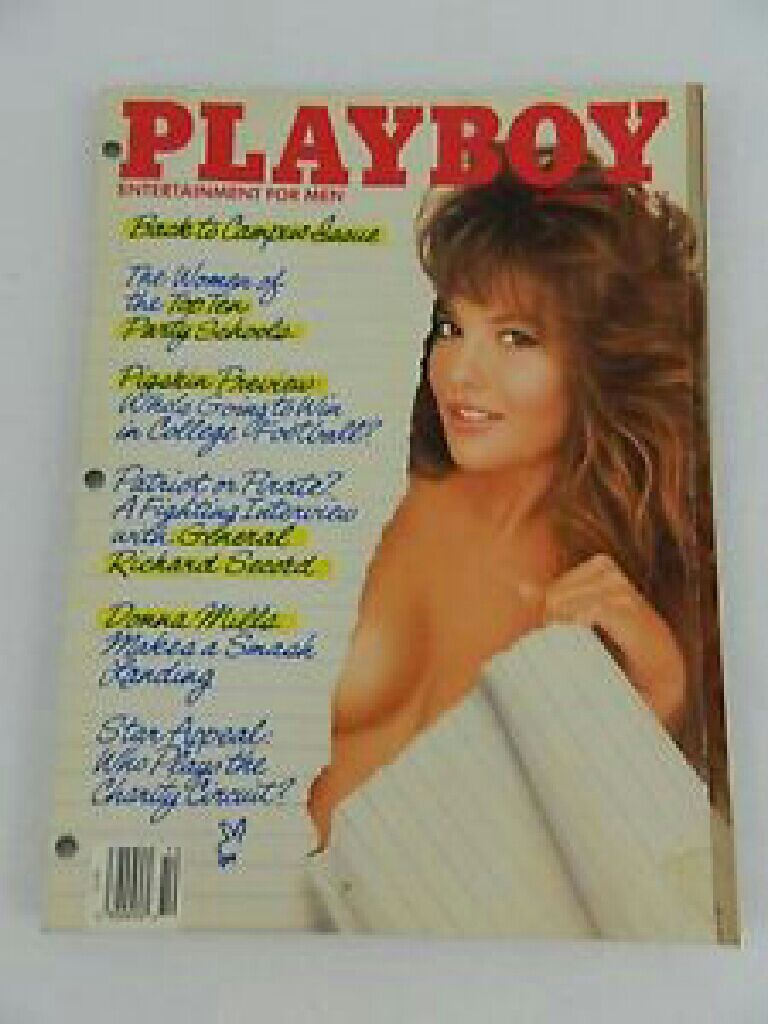 PLAYBOY
ENTERTAINMENT FOR MEN
Back to Campus Issue
The Women of
the Top Ten
Party Schools
Pigskin Preview:
Who's Going to Win
in College Football?
Patriot or Pirate?
A Fighting Interview
with General
Richard Secord
Donna Mills
Makes a Smash
Landing
Star Appeal:
Who Plays the
Charity Circuit?